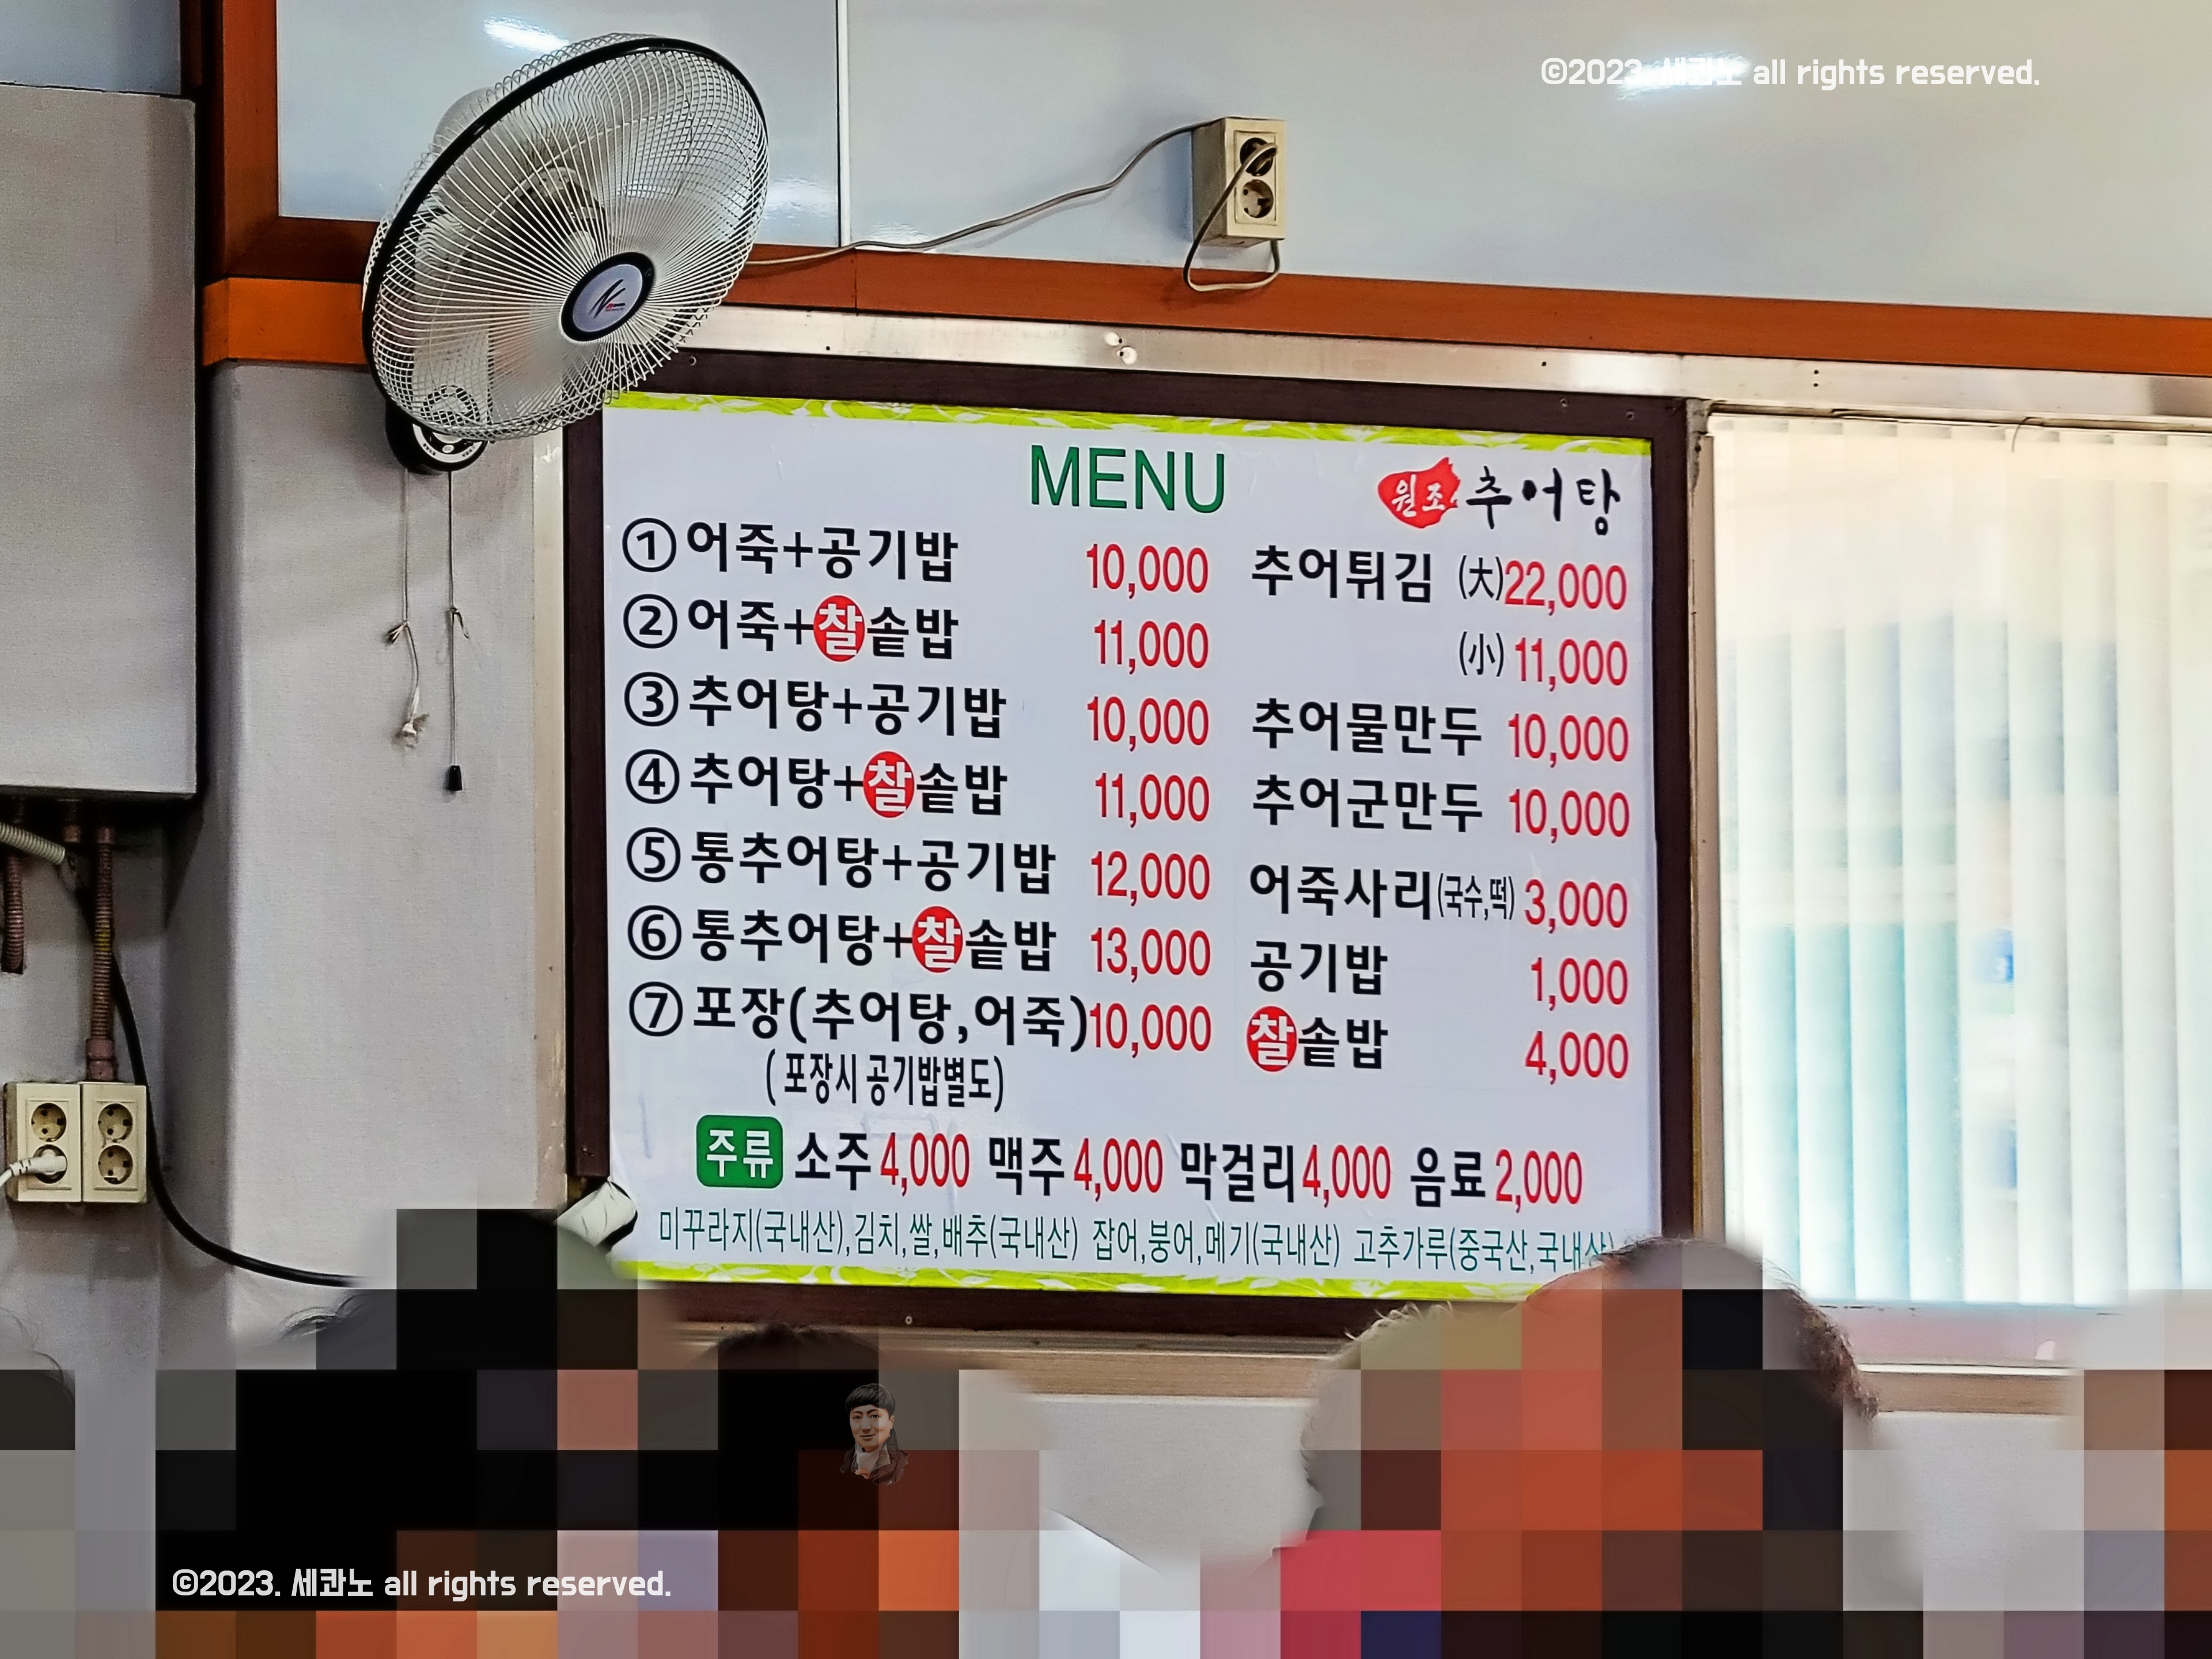 ©2023. 세콰노 all rights reserved.
MENU
원조 추어탕
① 어죽+공기밥 10,000
② 어죽+찰솥밥 11,000
③ 추어탕+공기밥 10,000
④ 추어탕+찰솥밥 11,000
⑤ 통추어탕+공기밥 12,000
⑥ 통추어탕+찰솥밥 13,000
⑦ 포장(추어탕,어죽) 10,000
(포장시 공기밥별도)
추어튀김 (大) 22,000
(小) 11,000
추어물만두 10,000
추어군만두 10,000
어죽사리(국수,떡) 3,000
공기밥 1,000
찰솥밥 4,000
주류 소주 4,000 맥주 4,000 막걸리 4,000 음료 2,000
미꾸라지(국내산),김치,쌀,배추(국내산) 잡어,붕어,메기(국내산) 고추가루(중국산,국내산)
©2023. 세콰노 all rights reserved.